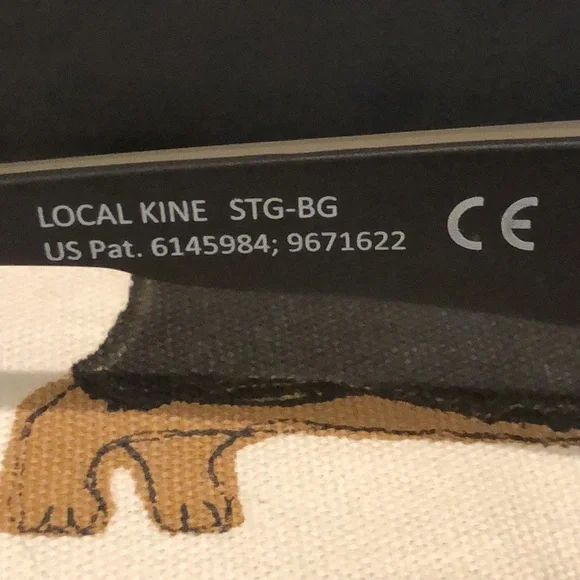 LOCAL KINE STG-BG
US Pat. 6145984; 9671622
CE